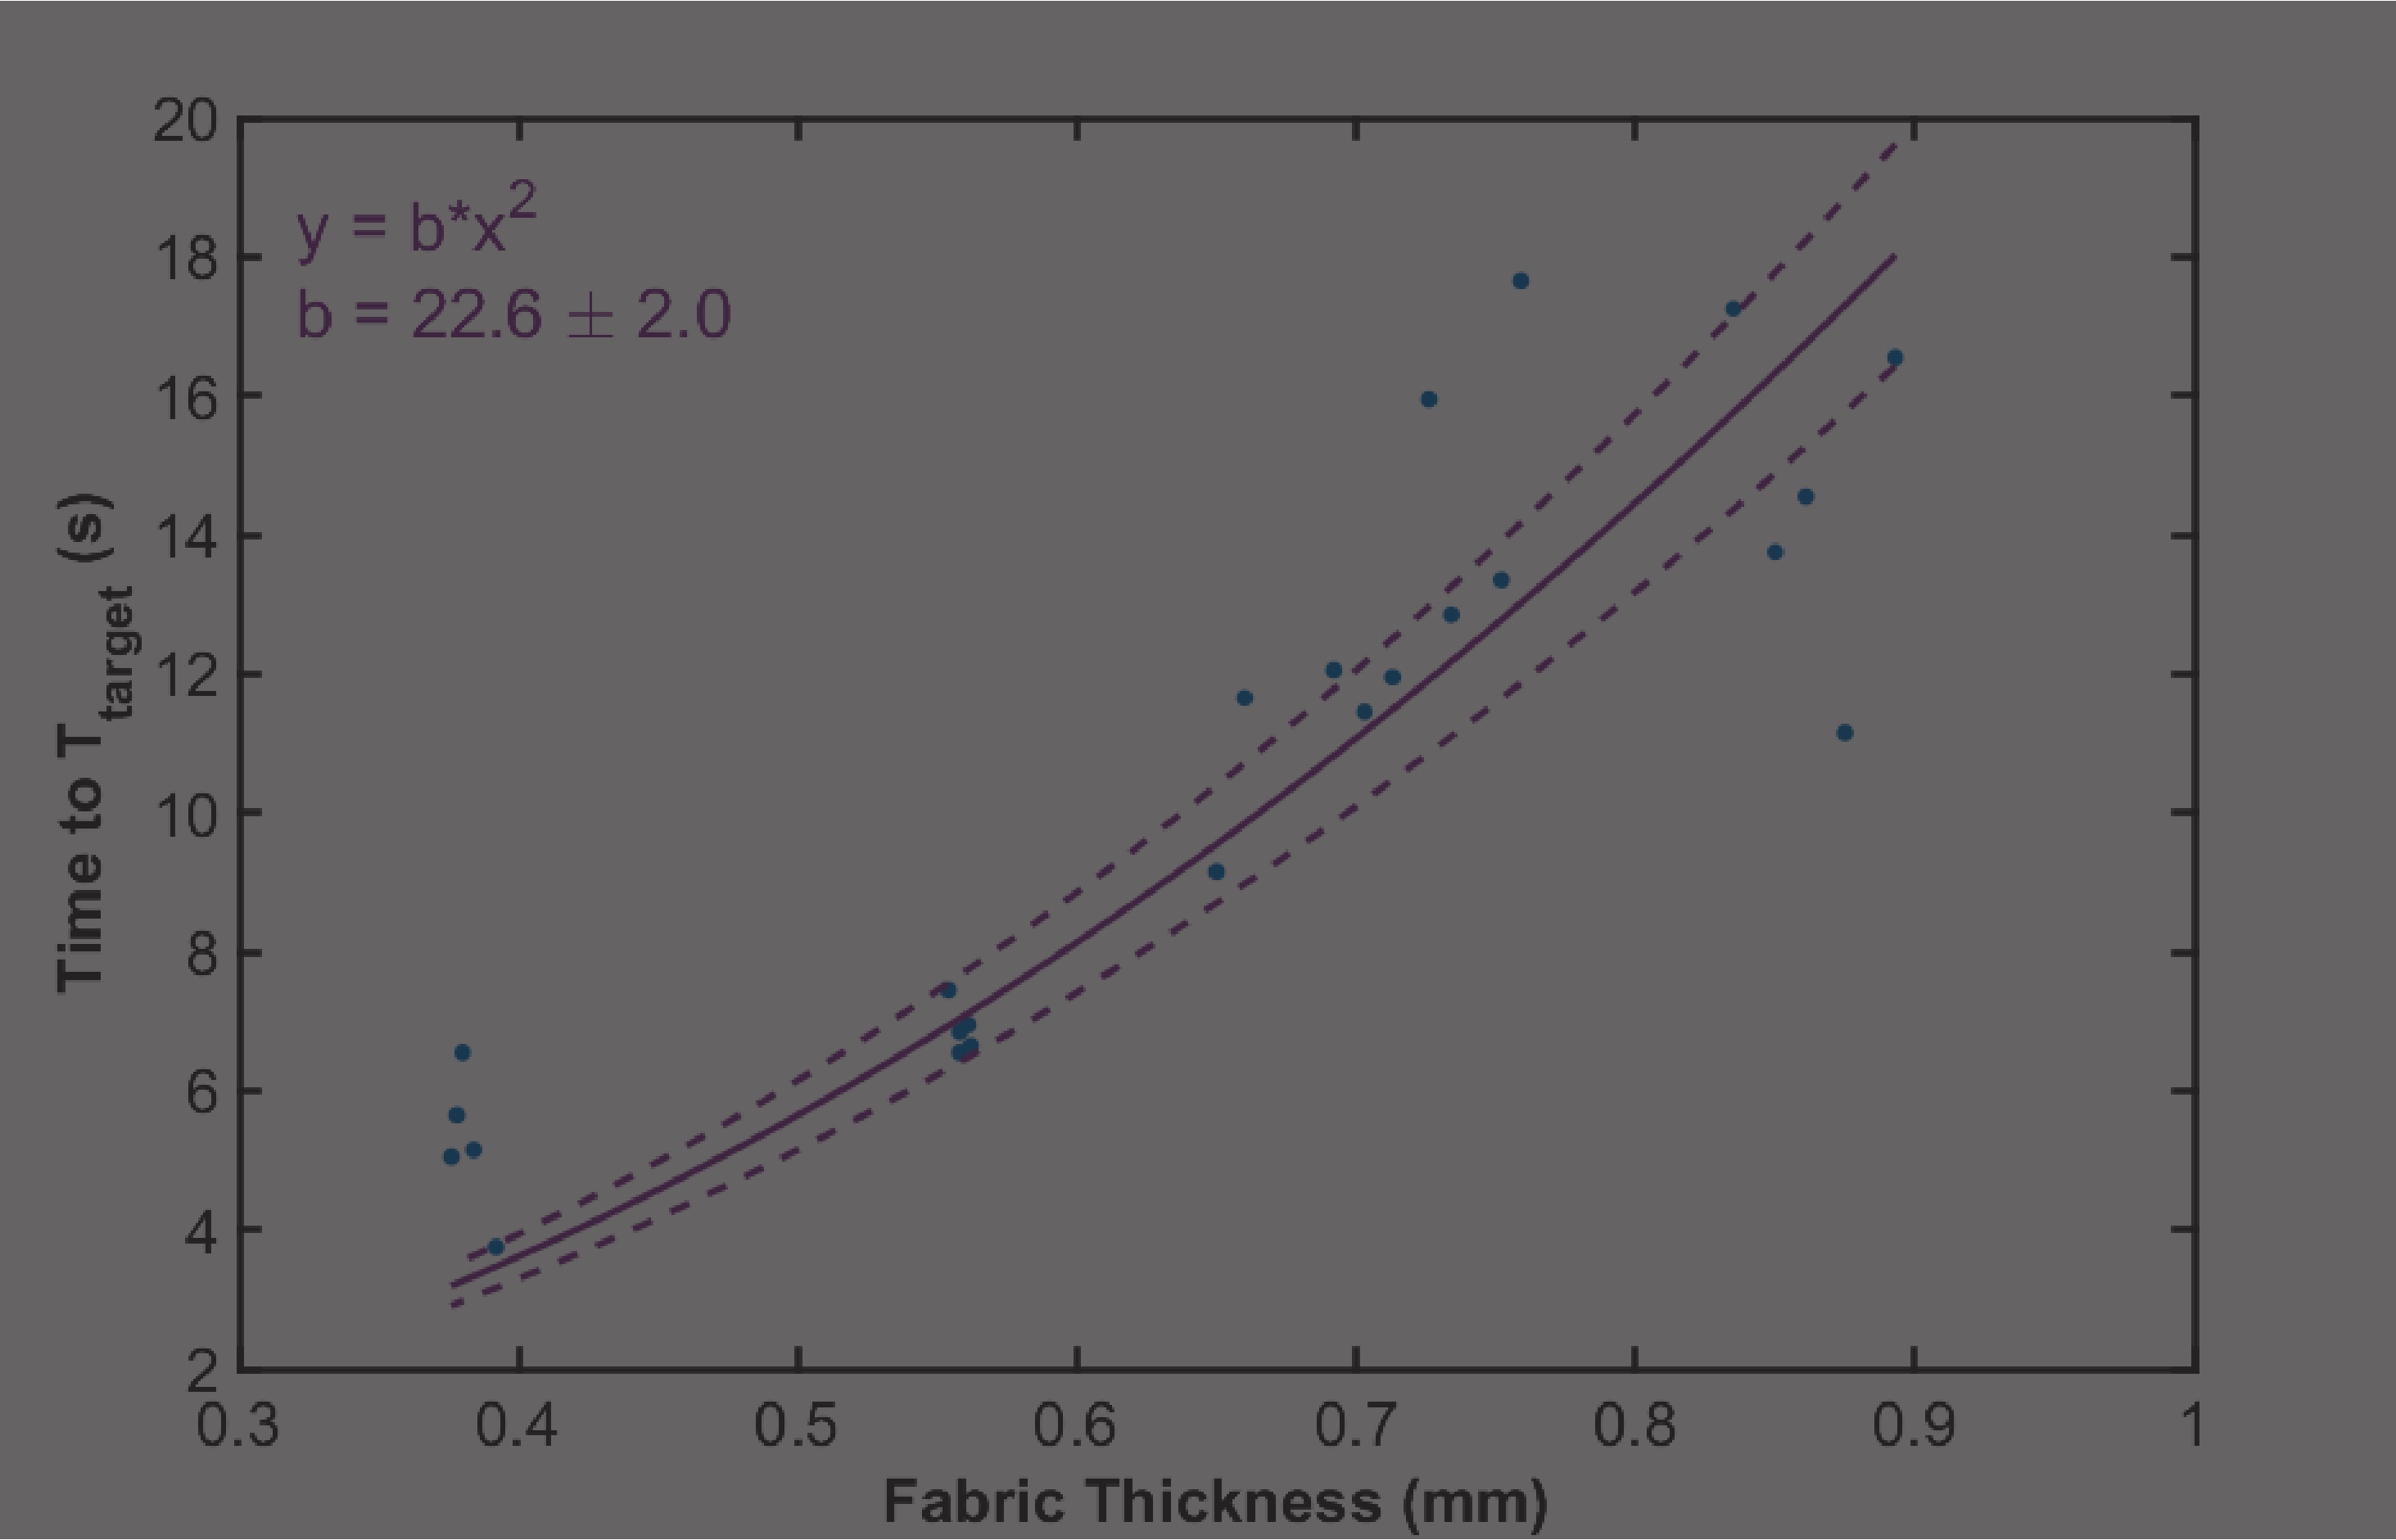 y = b*x²
b = 22.6 ± 2.0
20
18
16
14
12
10
8
6
4
2
Time to T_target (s)
0.3 0.4 0.5 0.6 0.7 0.8 0.9 1
Fabric Thickness (mm)